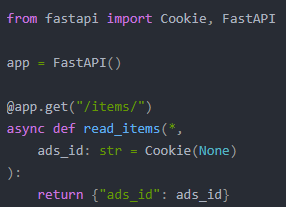 from fastapi import Cookie, FastAPI

app = FastAPI()

@app.get("/items/")
async def read_items(*,
    ads_id: str = Cookie(None)
):
    return {"ads_id": ads_id}